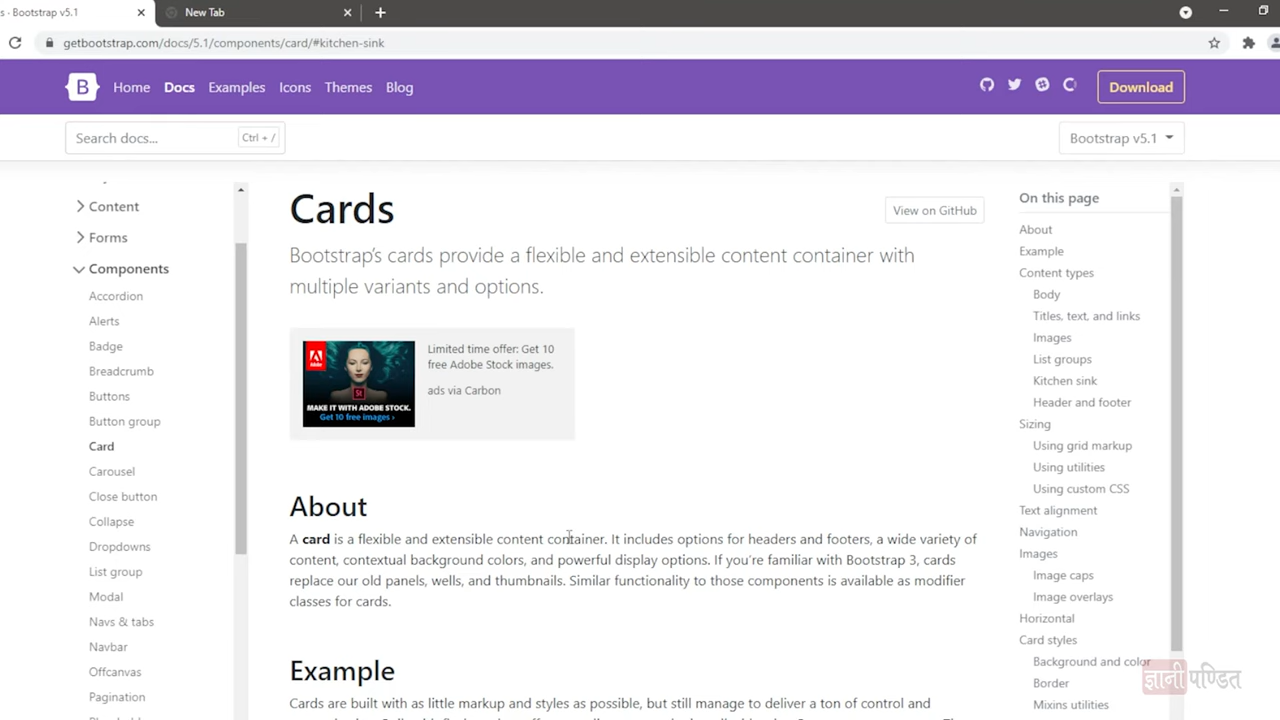 s · Bootstrap v5.1
New Tab
getbootstrap.com/docs/5.1/components/card/#kitchen-sink
B
Home
Docs
Examples
Icons
Themes
Blog
Download
Search docs...
Ctrl + /
Bootstrap v5.1
Content
Forms
Components
Accordion
Alerts
Badge
Breadcrumb
Buttons
Button group
Card
Carousel
Close button
Collapse
Dropdowns
List group
Modal
Navs & tabs
Navbar
Offcanvas
Pagination
Cards
View on GitHub
Bootstrap's cards provide a flexible and extensible content container with
multiple variants and options.
Adobe
St
MAKE IT WITH ADOBE STOCK.
Get 10 free images ›
Limited time offer: Get 10
free Adobe Stock images.
ads via Carbon
About
A card is a flexible and extensible content container. It includes options for headers and footers, a wide variety of
content, contextual background colors, and powerful display options. If you're familiar with Bootstrap 3, cards
replace our old panels, wells, and thumbnails. Similar functionality to those components is available as modifier
classes for cards.
Example
Cards are built with as little markup and styles as possible, but still manage to deliver a ton of control and
On this page
About
Example
Content types
Body
Titles, text, and links
Images
List groups
Kitchen sink
Header and footer
Sizing
Using grid markup
Using utilities
Using custom CSS
Text alignment
Navigation
Images
Image caps
Image overlays
Horizontal
Card styles
Background and color
Border
Mixins utilities
ज्ञानी पण्डित